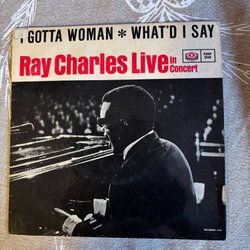 I GOTTA WOMAN * WHAT'D I SAY
Ray Charles Live in Concert